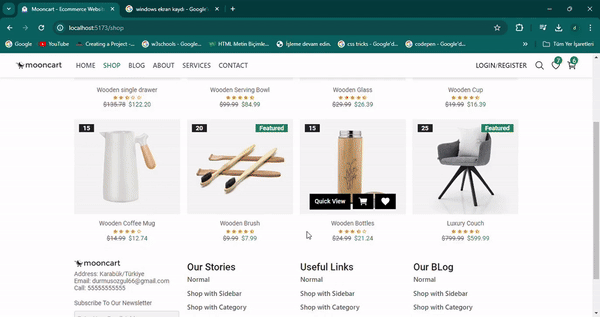 Mooncart - Ecommerce Website
windows ekran kaydı - Google'
localhost:5173/shop
Google YouTube Creating a Project -... w3schools - Google'... HTML Metin Biçimle... İşleme devam edin. css tricks - Google'd... codepen - Google'd... » Tüm Yer İşaretleri
mooncart HOME SHOP BLOG ABOUT SERVICES CONTACT LOGIN/REGISTER 7 6
Wooden single drawer Wooden Serving Bowl Wooden Glass Wooden Cup
$135.78 $122.20 $99.99 $84.99 $29.99 $26.39 $19.99 $16.39
15 20 Featured 15 25 Featured
Quick View
Wooden Coffee Mug Wooden Brush Wooden Bottles Luxury Couch
$14.99 $12.74 $9.99 $7.99 $24.99 $21.24 $799.99 $599.99
mooncart
Address: Karabük/Türkiye
Email: durmusozgul66@gmail.com
Call: 55555555555
Subscribe To Our Newsletter
Our Stories
Normal
Shop with Sidebar
Shop with Category
Useful Links
Normal
Shop with Sidebar
Shop with Category
Our BLog
Normal
Shop with Sidebar
Shop with Category